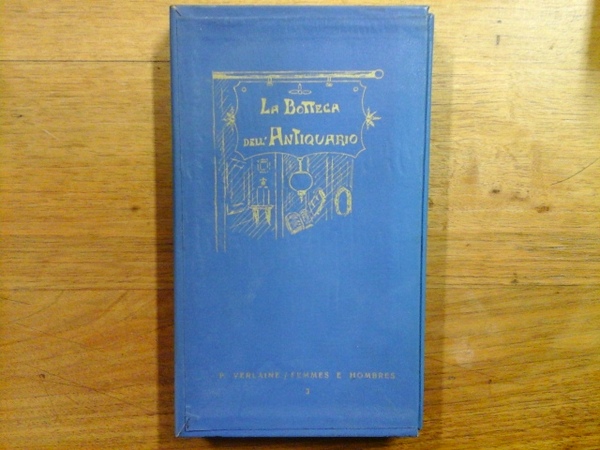 LA BOTTEGA
DELL'ANTIQUARIO
P. VERLAINE / FEMMES E HOMBRES